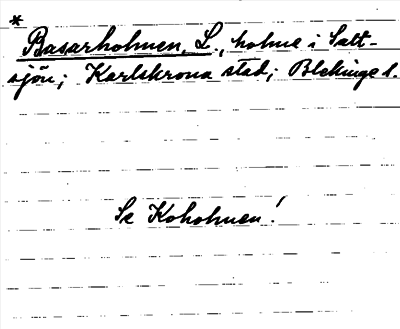 *
Basarholmen, L., holme i Salt-
sjön; Karlskrona stad; Blekinge l.
Se Koholmen!